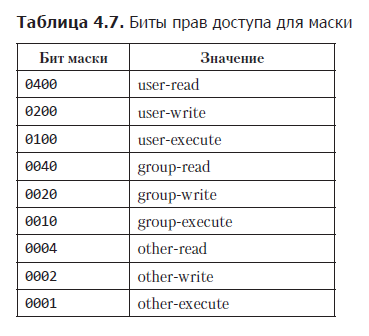 Таблица 4.7. Биты прав доступа для маски
Бит маски Значение
0400 user-read
0200 user-write
0100 user-execute
0040 group-read
0020 group-write
0010 group-execute
0004 other-read
0002 other-write
0001 other-execute